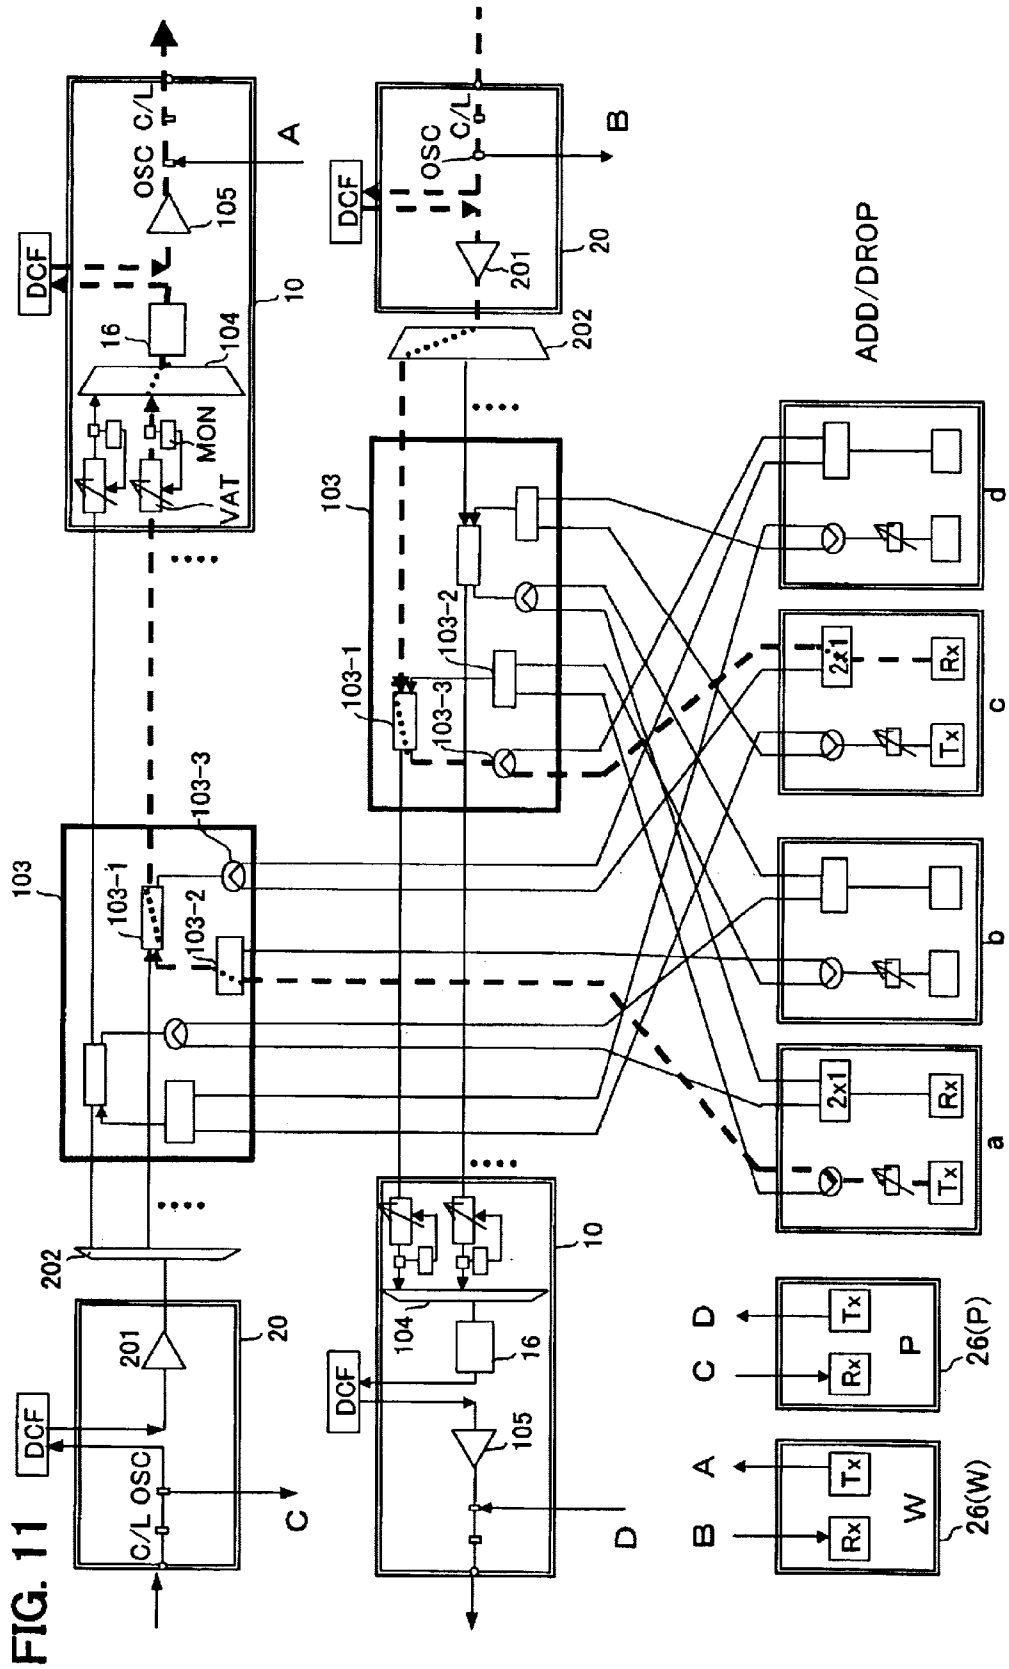 FIG. 11
DCF
C/L OSC
201
20
C
202
103
103-1
103-2
103-3
VAT
MON
16
104
10
DCF
105
OSC C/L
A
DCF
105
16
104
10
D
103
103-1
103-3
103-2
202
DCF
201
20
OSC
C/L
B
B
A
Rx
Tx
W
26(W)
C
D
Rx
Tx
P
26(P)
Tx
2x1
Rx
a
b
Tx
2x1
Rx
c
d
ADD/DROP